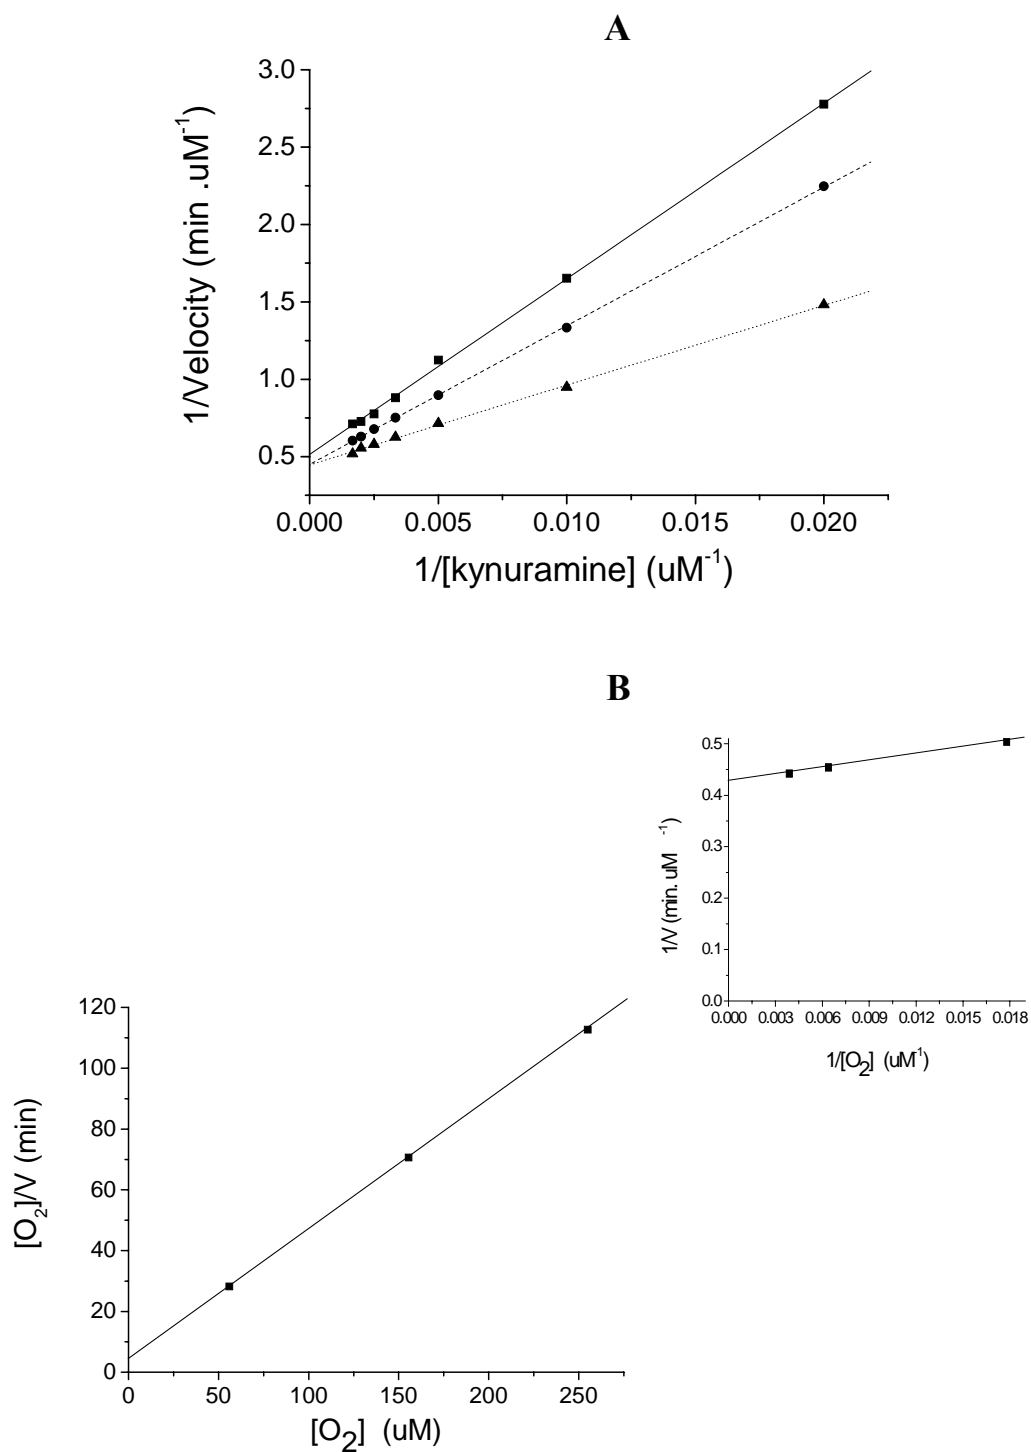 A
3.0
2.5
2.0
1.5
1.0
0.5
1/Velocity (min .uM⁻¹)
0.000 0.005 0.010 0.015 0.020
1/[kynuramine] (uM⁻¹)
B
0.5
0.4
0.3
0.2
0.1
0.0
1/V (min. uM ⁻¹)
0.000 0.003 0.006 0.009 0.012 0.015 0.018
1/[O₂] (uM¹)
120
100
80
60
40
20
0
[O₂]/V (min)
0 50 100 150 200 250
[O₂] (uM)